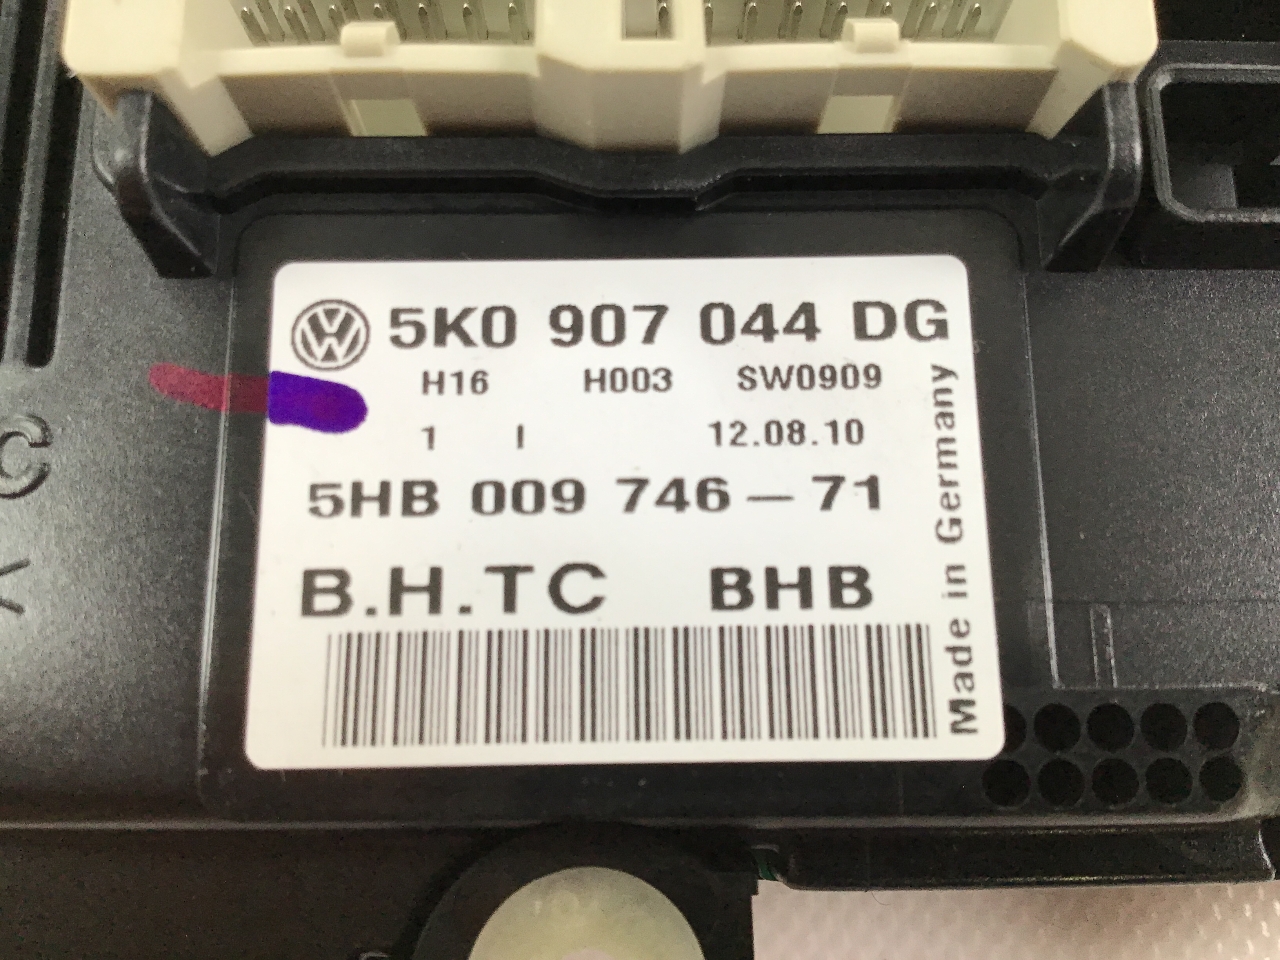 5K0 907 044 DG
H16 H003 SW0909
1 I 12.08.10
5HB 009 746-71
B.H.TC BHB
Made in Germany